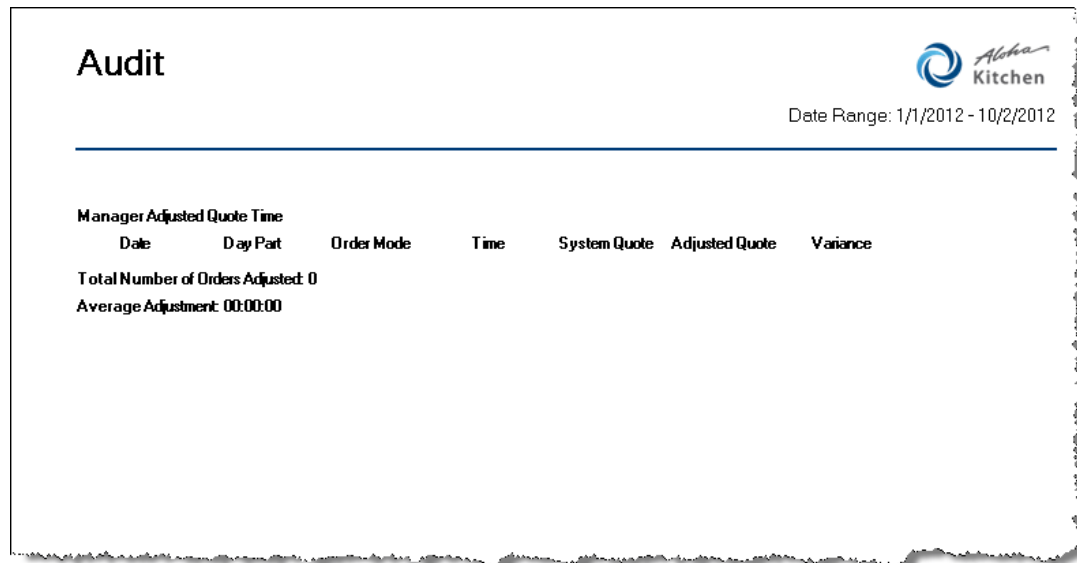 Audit
Aloha
Kitchen
Date Range: 1/1/2012 - 10/2/2012
Manager Adjusted Quote Time
Date Day Part Order Mode Time System Quote Adjusted Quote Variance
Total Number of Orders Adjusted: 0
Average Adjustment: 00:00:00